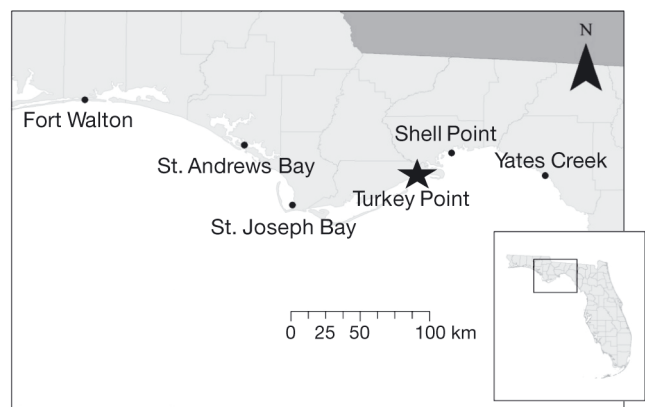 N
Fort Walton
Shell Point
St. Andrews Bay
Yates Creek
Turkey Point
St. Joseph Bay
0 25 50 100 km